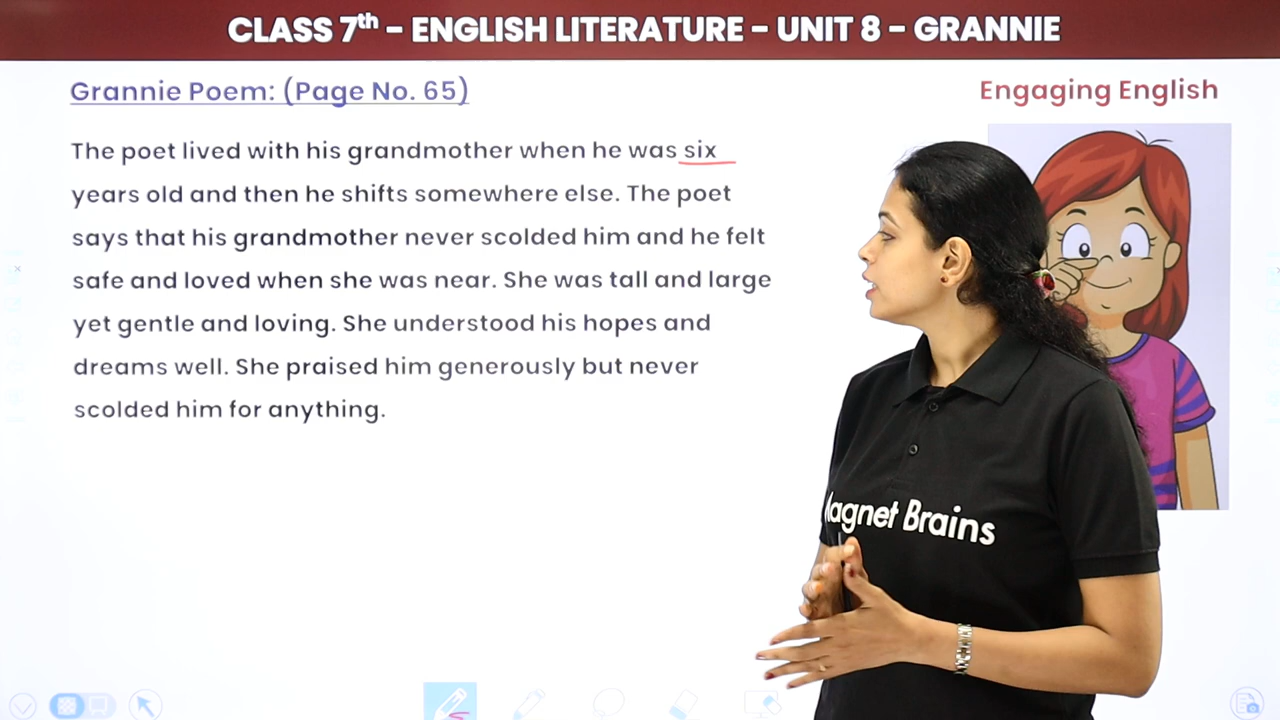 CLASS 7th – ENGLISH LITERATURE – UNIT 8 – GRANNIE
Grannie Poem: (Page No. 65)
Engaging English
The poet lived with his grandmother when he was six
years old and then he shifts somewhere else. The poet
says that his grandmother never scolded him and he felt
safe and loved when she was near. She was tall and large
yet gentle and loving. She understood his hopes and
dreams well. She praised him generously but never
scolded him for anything.
Magnet Brains